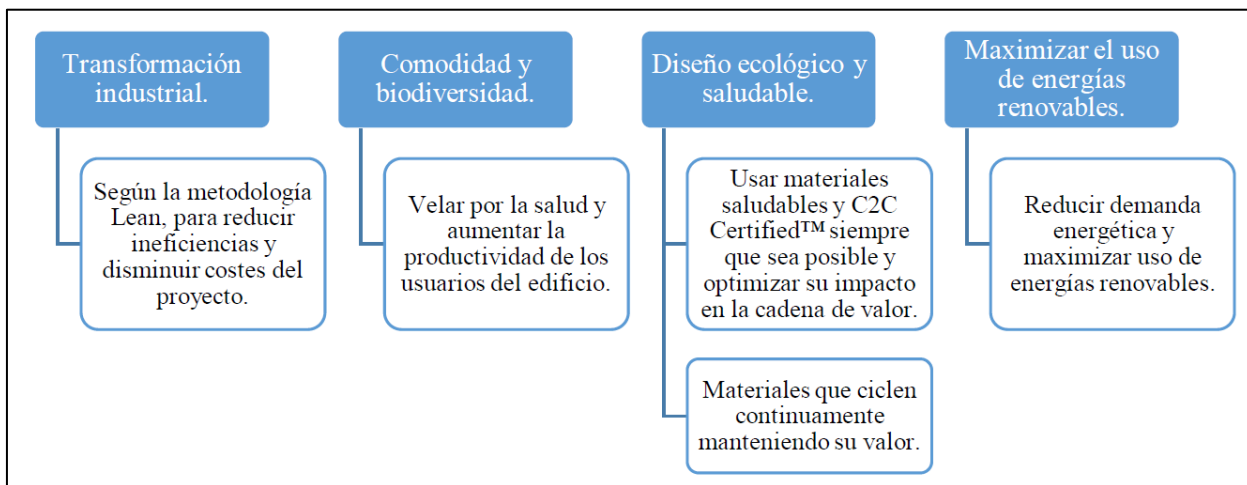 Transformación
industrial.
Según la metodología
Lean, para reducir
ineficiencias y
disminuir costes del
proyecto.
Comodidad y
biodiversidad.
Velar por la salud y
aumentar la
productividad de los
usuarios del edificio.
Diseño ecológico y
saludable.
Usar materiales
saludables y C2C
Certified™ siempre
que sea posible y
optimizar su impacto
en la cadena de valor.
Materiales que ciclen
continuamente
manteniendo su valor.
Maximizar el uso
de energías
renovables.
Reducir demanda
energética y
maximizar uso de
energías renovables.